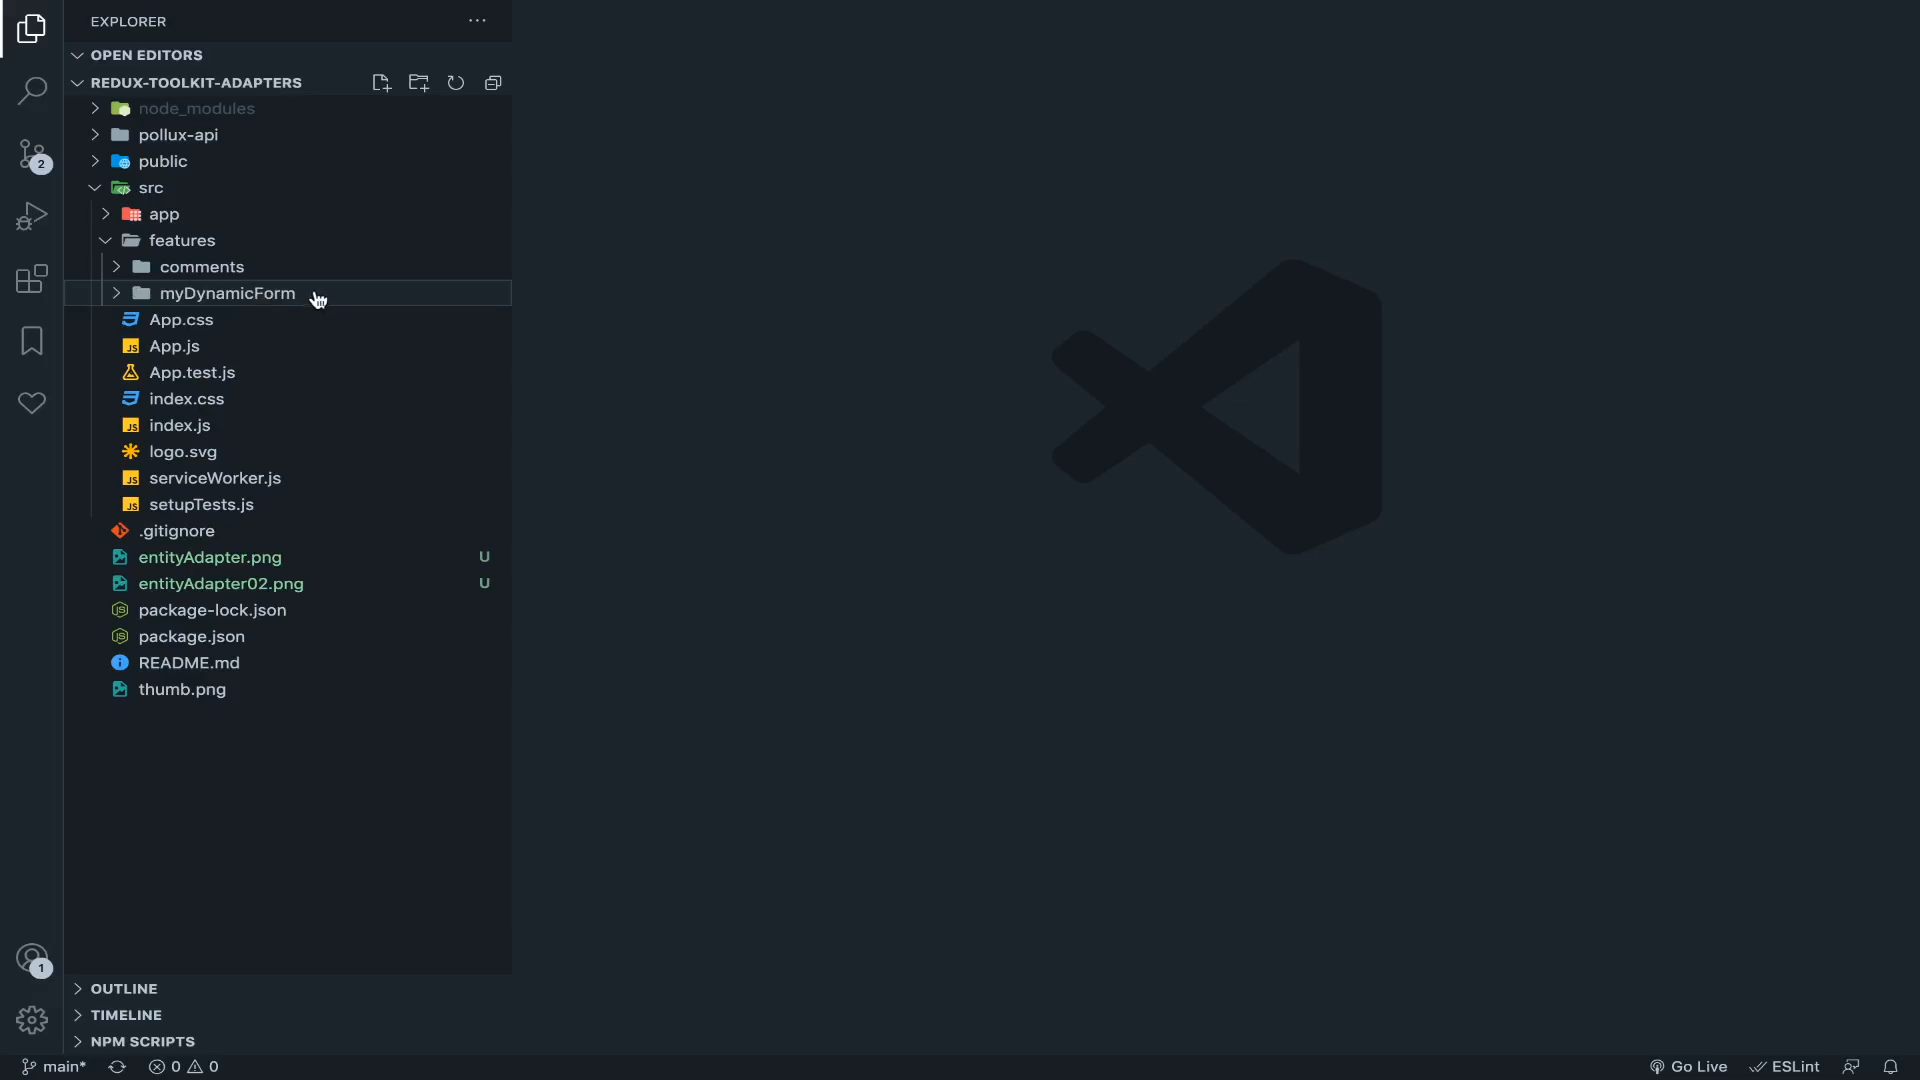 EXPLORER
OPEN EDITORS
REDUX-TOOLKIT-ADAPTERS
node_modules
pollux-api
public
src
app
features
comments
myDynamicForm
App.css
App.js
App.test.js
index.css
index.js
logo.svg
serviceWorker.js
setupTests.js
.gitignore
entityAdapter.png U
entityAdapter02.png U
package-lock.json
package.json
README.md
thumb.png
OUTLINE
TIMELINE
NPM SCRIPTS
2
1
main* 0 0 Go Live ESLint